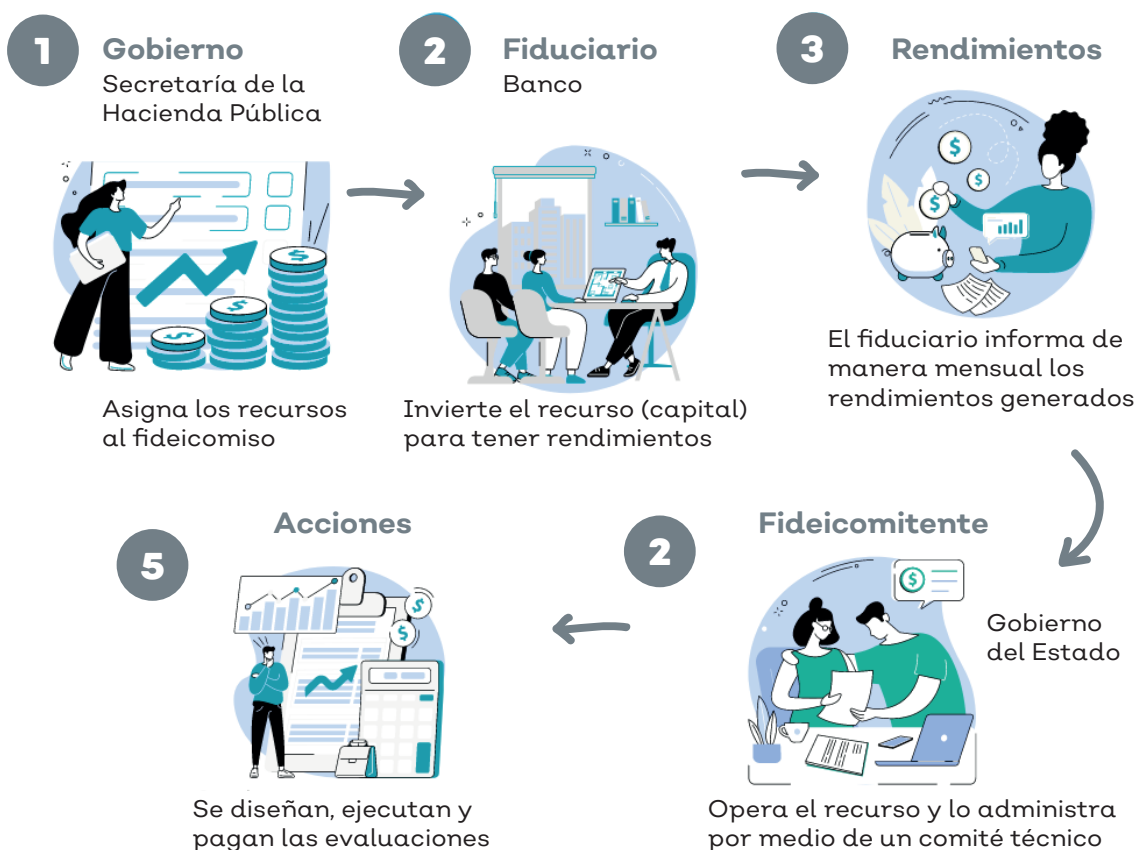 1
Gobierno
Secretaría de la
Hacienda Pública
Asigna los recursos
al fideicomiso
2
Fiduciario
Banco
Invierte el recurso (capital)
para tener rendimientos
3
Rendimientos
El fiduciario informa de
manera mensual los
rendimientos generados
2
Fideicomitente
Gobierno
del Estado
Opera el recurso y lo administra
por medio de un comité técnico
5
Acciones
Se diseñan, ejecutan y
pagan las evaluaciones